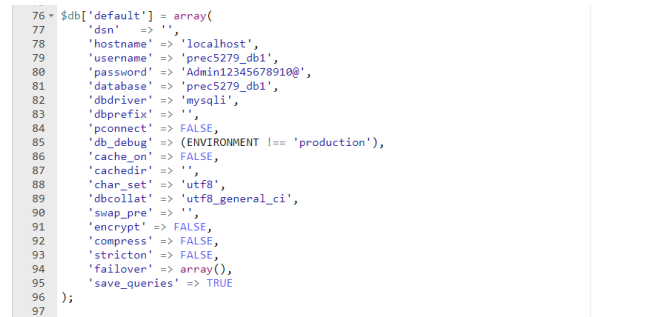 76 $db['default'] = array(
77 'dsn' => '',
78 'hostname' => 'localhost',
79 'username' => 'prec5279_db1',
80 'password' => 'Admin12345678910@',
81 'database' => 'prec5279_db1',
82 'dbdriver' => 'mysqli',
83 'dbprefix' => '',
84 'pconnect' => FALSE,
85 'db_debug' => (ENVIRONMENT !== 'production'),
86 'cache_on' => FALSE,
87 'cachedir' => '',
88 'char_set' => 'utf8',
89 'dbcollat' => 'utf8_general_ci',
90 'swap_pre' => '',
91 'encrypt' => FALSE,
92 'compress' => FALSE,
93 'stricton' => FALSE,
94 'failover' => array(),
95 'save_queries' => TRUE
96 );
97